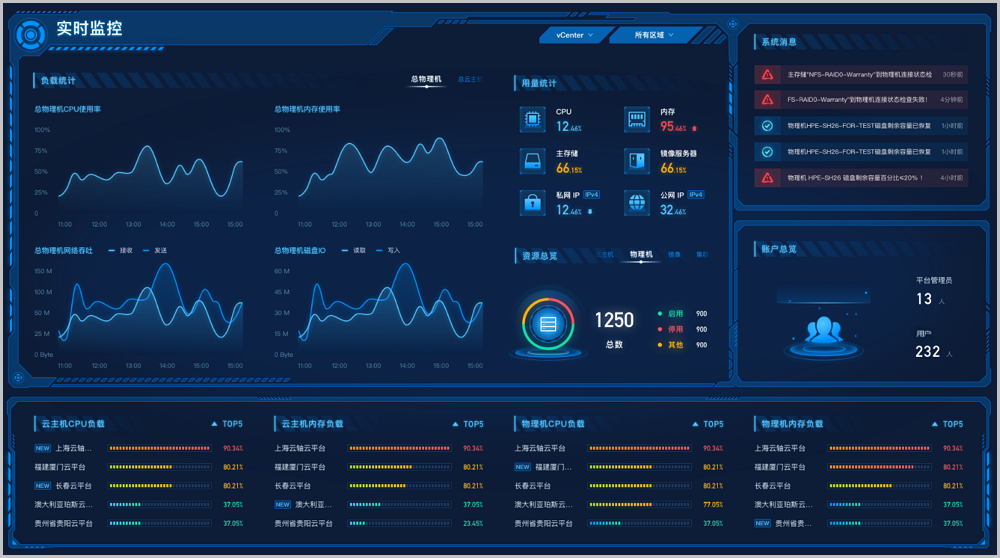 实时监控
vCenter
所有区域
负载统计
总物理机
总云主机
总物理机CPU使用率
100%
75%
50%
25%
0
11:00 12:00 13:00 14:00 15:00 15:00
总物理机内存使用率
100%
75%
50%
25%
0
11:00 12:00 13:00 14:00 15:00 15:00
总物理机网络吞吐 接收 发送
150 M
100 M
50 M
25 M
0 Byte
11:00 12:00 13:00 14:00 15:00 15:00
总物理机磁盘IO 读取 写入
60 M
45 M
30 M
15 M
0 Byte
11:00 12:00 13:00 14:00 15:00 15:00
用量统计
CPU
12.46%
内存
95.46%
主存储
66.15%
镜像服务器
66.15%
私网 IP IPv4
12.46%
公网 IP IPv4
32.46%
资源总览
物理机
镜像
1250
总数
启用 900
停用 900
其他 900
系统消息
主存储"NFS-RAID0-Warranty"到物理机连接状态检 30秒前
FS-RAID0-Warranty"到物理机连接状态检查失败! 4分钟前
物理机HPE-SH26-FOR-TEST磁盘剩余容量已恢复 1小时前
物理机HPE-SH26-FOR-TEST磁盘剩余容量已恢复 1小时前
物理机 HPE-SH26 磁盘剩余容量百分比≤20% ! 4小时前
账户总览
平台管理员
13 人
用户
232 人
云主机CPU负载 TOP5
NEW 上海云轴... 90.34%
福建厦门云平台 80.21%
NEW 长春云平台 80.21%
澳大利亚珀斯云... 37.05%
贵州省贵阳云平台 37.05%
云主机内存负载 TOP5
上海云轴云平台 90.34%
福建厦门云平台 80.21%
长春云平台 80.21%
NEW 澳大利亚... 37.05%
贵州省贵阳云平台 23.45%
物理机CPU负载 TOP5
上海云轴云平台 90.34%
NEW 福建厦门... 80.21%
长春云平台 80.21%
澳大利亚珀斯云... 77.05%
贵州省贵阳云平台 37.05%
物理机内存负载 TOP5
上海云轴云平台 90.34%
福建厦门云平台 80.21%
长春云平台 80.21%
澳大利亚珀斯云... 37.05%
NEW 贵州省贵... 37.05%